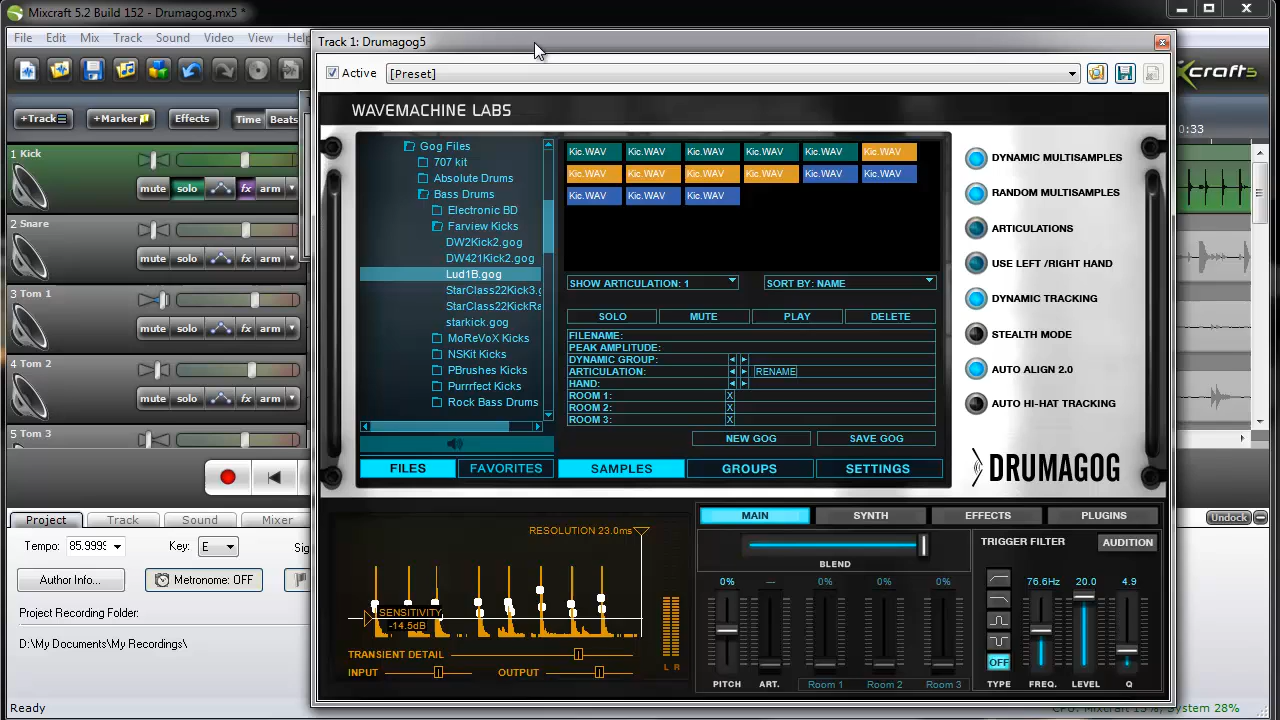 Mixcraft 5.2 Build 152 - Drumagog.mx5 *
File Edit Mix Track Sound Video View
Track 1: Drumagog5
Active [Preset]
+Track +Marker Effects Time Beats
0:33
WAVEMACHINE LABS
1 Kick
mute solo fx arm
2 Snare
mute solo fx arm
3 Tom 1
mute solo fx arm
4 Tom 2
mute solo fx arm
5 Tom 3
Gog Files
707 kit
Absolute Drums
Bass Drums
Electronic BD
Farview Kicks
DW2Kick2.gog
DW421Kick2.gog
Lud1B.gog
StarClass22Kick3.g
StarClass22KickRa
starkick.gog
MoReVoX Kicks
NSKit Kicks
PBrushes Kicks
Purrrfect Kicks
Rock Bass Drums
FILES FAVORITES
Kic.WAV Kic.WAV Kic.WAV Kic.WAV Kic.WAV Kic.WAV
Kic.WAV Kic.WAV Kic.WAV Kic.WAV Kic.WAV Kic.WAV
Kic.WAV Kic.WAV Kic.WAV
SHOW ARTICULATION: 1 SORT BY: NAME
SOLO MUTE PLAY DELETE
FILENAME:
PEAK AMPLITUDE:
DYNAMIC GROUP:
ARTICULATION: RENAME
HAND:
ROOM 1: X
ROOM 2: X
ROOM 3: X
NEW GOG SAVE GOG
SAMPLES GROUPS SETTINGS
DYNAMIC MULTISAMPLES
RANDOM MULTISAMPLES
ARTICULATIONS
USE LEFT /RIGHT HAND
DYNAMIC TRACKING
STEALTH MODE
AUTO ALIGN 2.0
AUTO HI-HAT TRACKING
DRUMAGOG
Project Track Sound Mixer
Undock
Key: E
Author Info... Metronome: OFF
Project Recording Folder:
RESOLUTION 23.0ms
SENSITIVITY
-14.5dB
TRANSIENT DETAIL
INPUT OUTPUT
L R
MAIN SYNTH EFFECTS PLUGINS
BLEND
0% — 0% 0% 0%
PITCH ART. Room 1 Room 2 Room 3
TRIGGER FILTER AUDITION
76.6Hz 20.0 4.9
OFF
TYPE FREQ. LEVEL Q
Ready